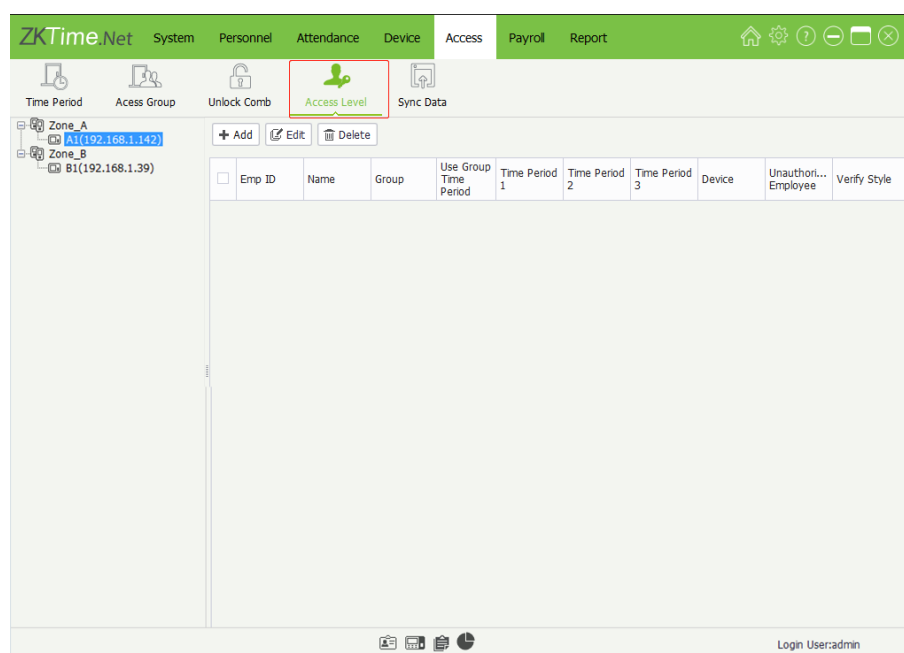 ZKTime.Net System Personnel Attendance Device Access Payroll Report
Time Period Acess Group Unlock Comb Access Level Sync Data
Zone_A
A1(192.168.1.142)
Zone_B
B1(192.168.1.39)
Add Edit Delete
Emp ID Name Group Use Group Time Period Time Period 1 Time Period 2 Time Period 3 Device Unauthori... Employee Verify Style
Login User:admin